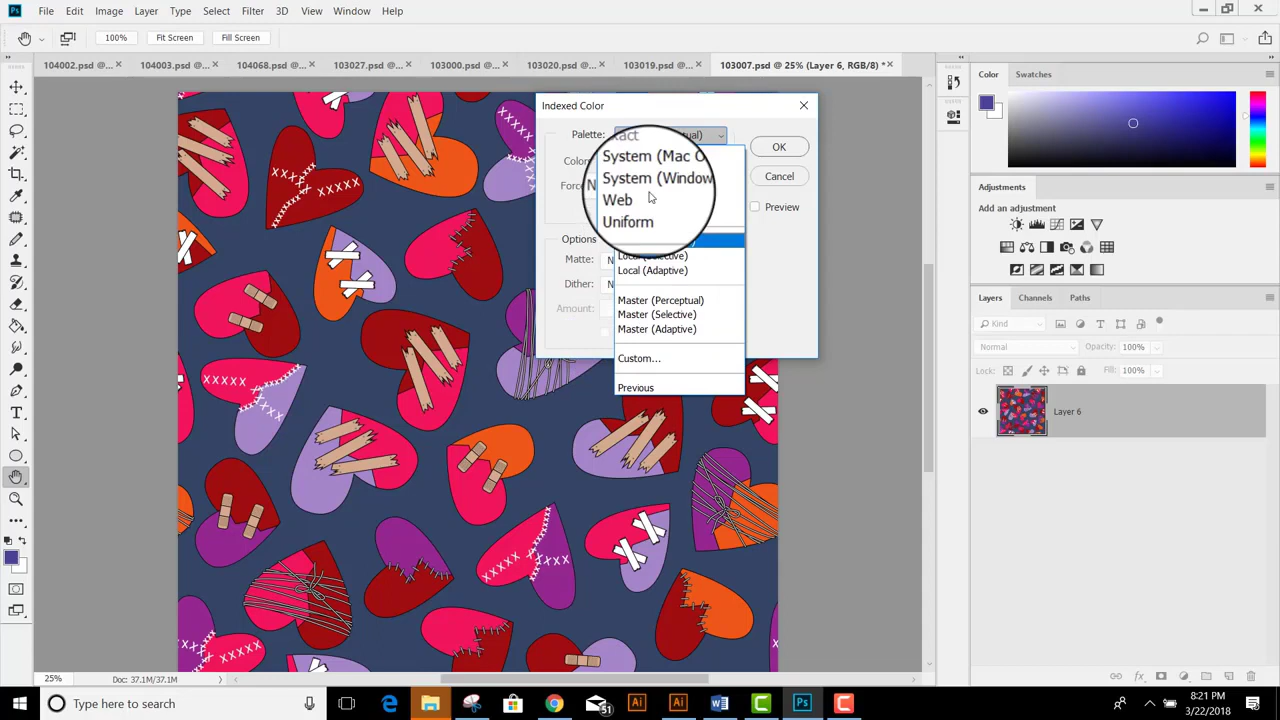 Ps File Edit Image Layer Type Select Filter 3D View Window Help
100% Fit Screen Fill Screen
104002.psd ... × 104003.psd ... × 104068.psd ... × 103027.psd ... × 103000.psd ... × 103020.psd ... × 103019.psd ... × 103007.psd @ 25% (Layer 6, RGB/8) * ×
Indexed Color
Palette:
System (Mac O
System (Window
Web
Uniform
OK
Cancel
Preview
Options
Matte:
Dither:
Amount:
Local (Selective)
Local (Adaptive)
Master (Perceptual)
Master (Selective)
Master (Adaptive)
Custom...
Previous
Color Swatches
Adjustments
Add an adjustment
Layers Channels Paths
Kind
Normal Opacity: 100%
Lock: Fill: 100%
Layer 6
25% Doc: 37.1M/37.1M
Type here to search
51
8:21 PM
3/22/2018